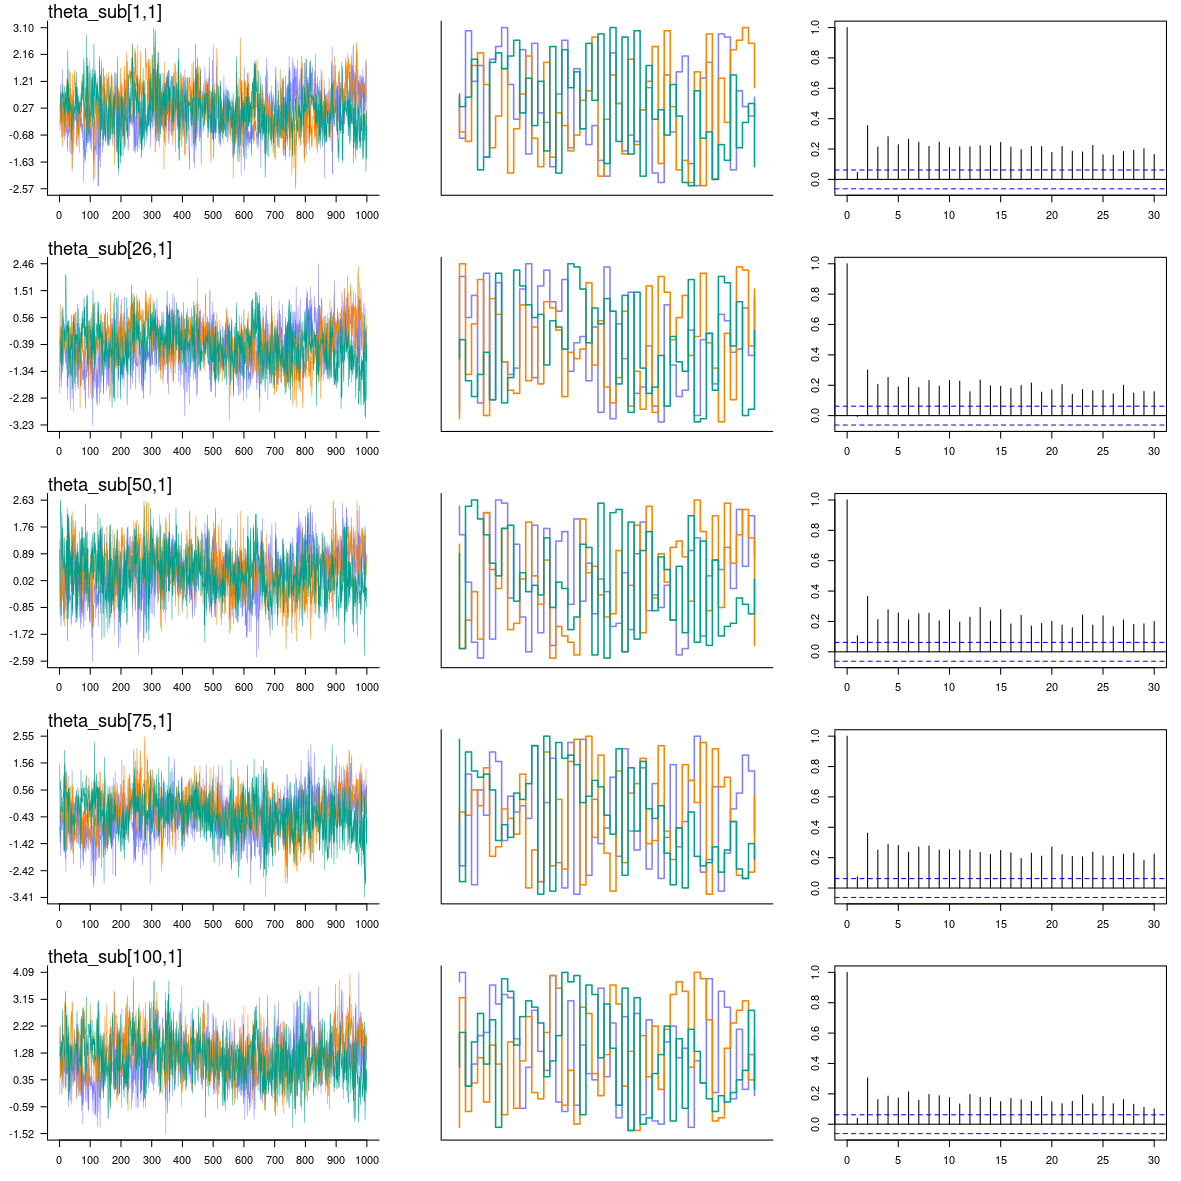 theta_sub[1,1]
3.10
2.16
1.21
0.27
-0.68
-1.63
-2.57
0 100 200 300 400 500 600 700 800 900 1000
0.0 0.2 0.4 0.6 0.8 1.0
0 5 10 15 20 25 30
theta_sub[26,1]
2.46
1.51
0.56
-0.39
-1.34
-2.28
-3.23
0 100 200 300 400 500 600 700 800 900 1000
0.0 0.2 0.4 0.6 0.8 1.0
0 5 10 15 20 25 30
theta_sub[50,1]
2.63
1.76
0.89
0.02
-0.85
-1.72
-2.59
0 100 200 300 400 500 600 700 800 900 1000
0.0 0.2 0.4 0.6 0.8 1.0
0 5 10 15 20 25 30
theta_sub[75,1]
2.55
1.56
0.56
-0.43
-1.42
-2.42
-3.41
0 100 200 300 400 500 600 700 800 900 1000
0.0 0.2 0.4 0.6 0.8 1.0
0 5 10 15 20 25 30
theta_sub[100,1]
4.09
3.15
2.22
1.28
0.35
-0.59
-1.52
0 100 200 300 400 500 600 700 800 900 1000
0.0 0.2 0.4 0.6 0.8 1.0
0 5 10 15 20 25 30